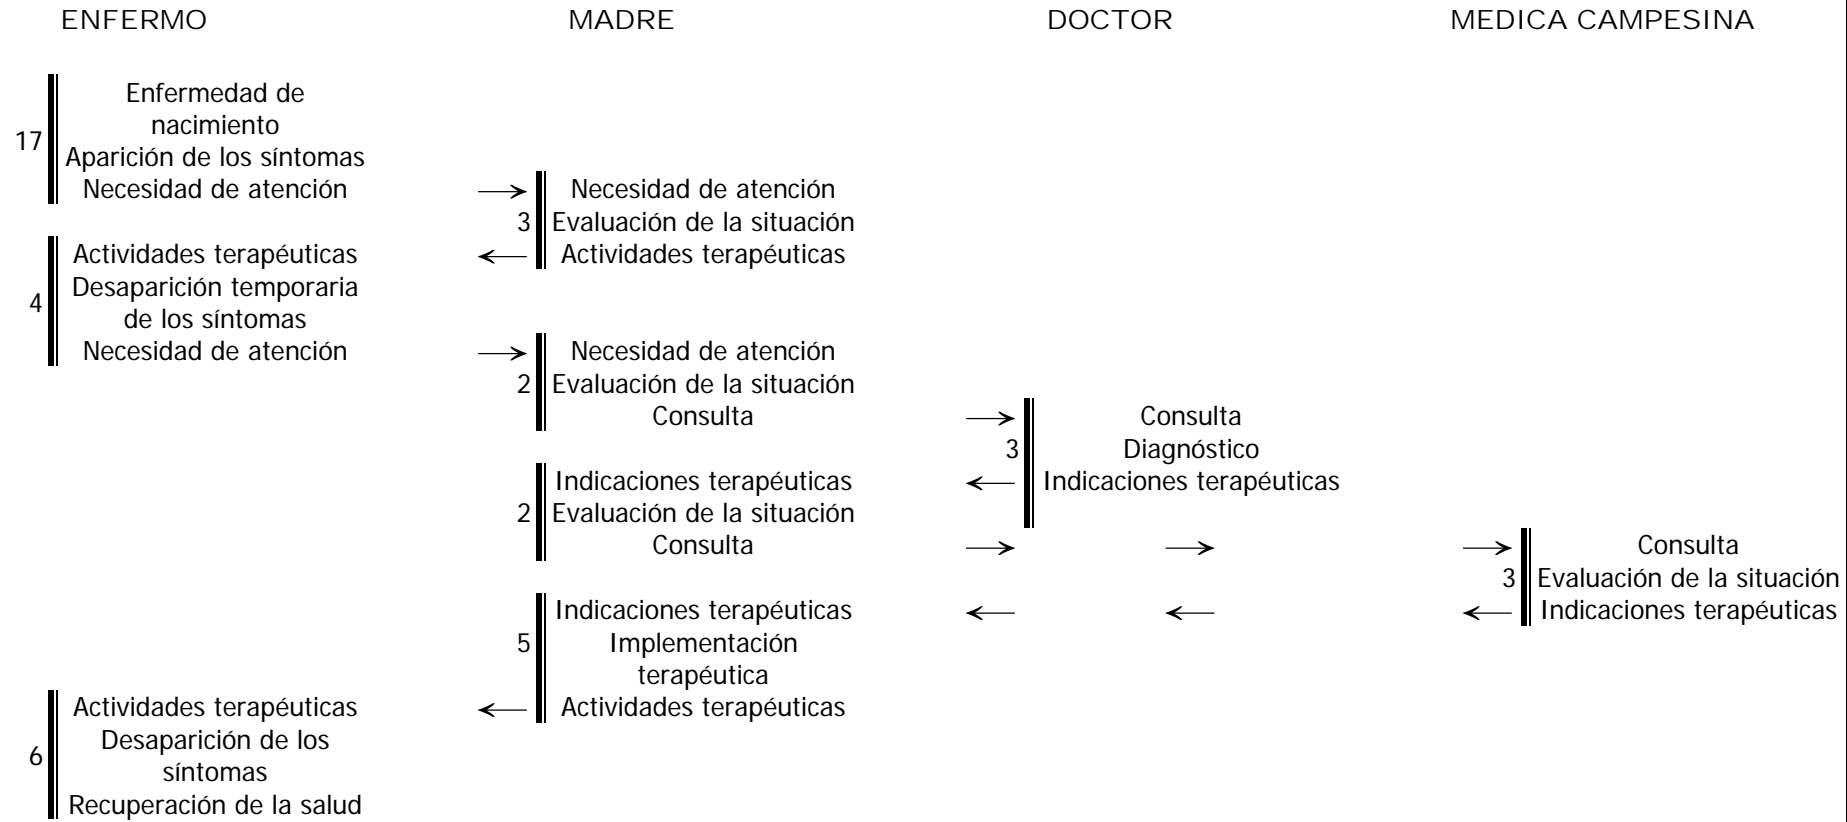 ENFERMO MADRE DOCTOR MEDICA CAMPESINA
Enfermedad de
nacimiento
17
Aparición de los síntomas
Necesidad de atención → Necesidad de atención
3 Evaluación de la situación
Actividades terapéuticas ← Actividades terapéuticas
Desaparición temporaria
4
de los síntomas
Necesidad de atención → Necesidad de atención
2 Evaluación de la situación
Consulta → Consulta
3 Diagnóstico
Indicaciones terapéuticas ← Indicaciones terapéuticas
2 Evaluación de la situación
Consulta → → → Consulta
3 Evaluación de la situación
Indicaciones terapéuticas ← ← ← Indicaciones terapéuticas
5 Implementación
terapéutica
Actividades terapéuticas ← Actividades terapéuticas
Desaparición de los
6
síntomas
Recuperación de la salud